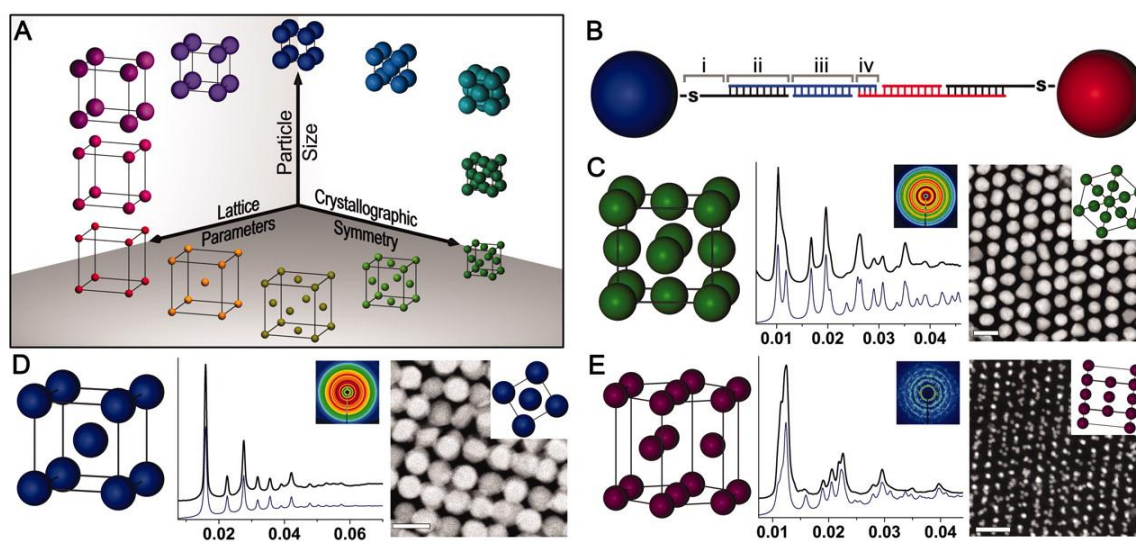 A
Particle
Size
Lattice
Parameters
Crystallographic
Symmetry
B
i ii iii iv
S
S
C
0.01 0.02 0.03 0.04
D
0.02 0.04 0.06
E
0.01 0.02 0.03 0.04